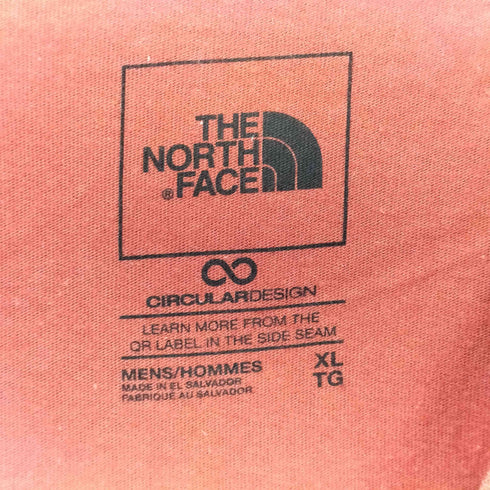 THE
NORTH
®FACE
CIRCULARDESIGN
LEARN MORE FROM THE
QR LABEL IN THE SIDE SEAM
MENS/HOMMES XL
MADE IN EL SALVADOR TG
FABRIQUE AU SALVADOR